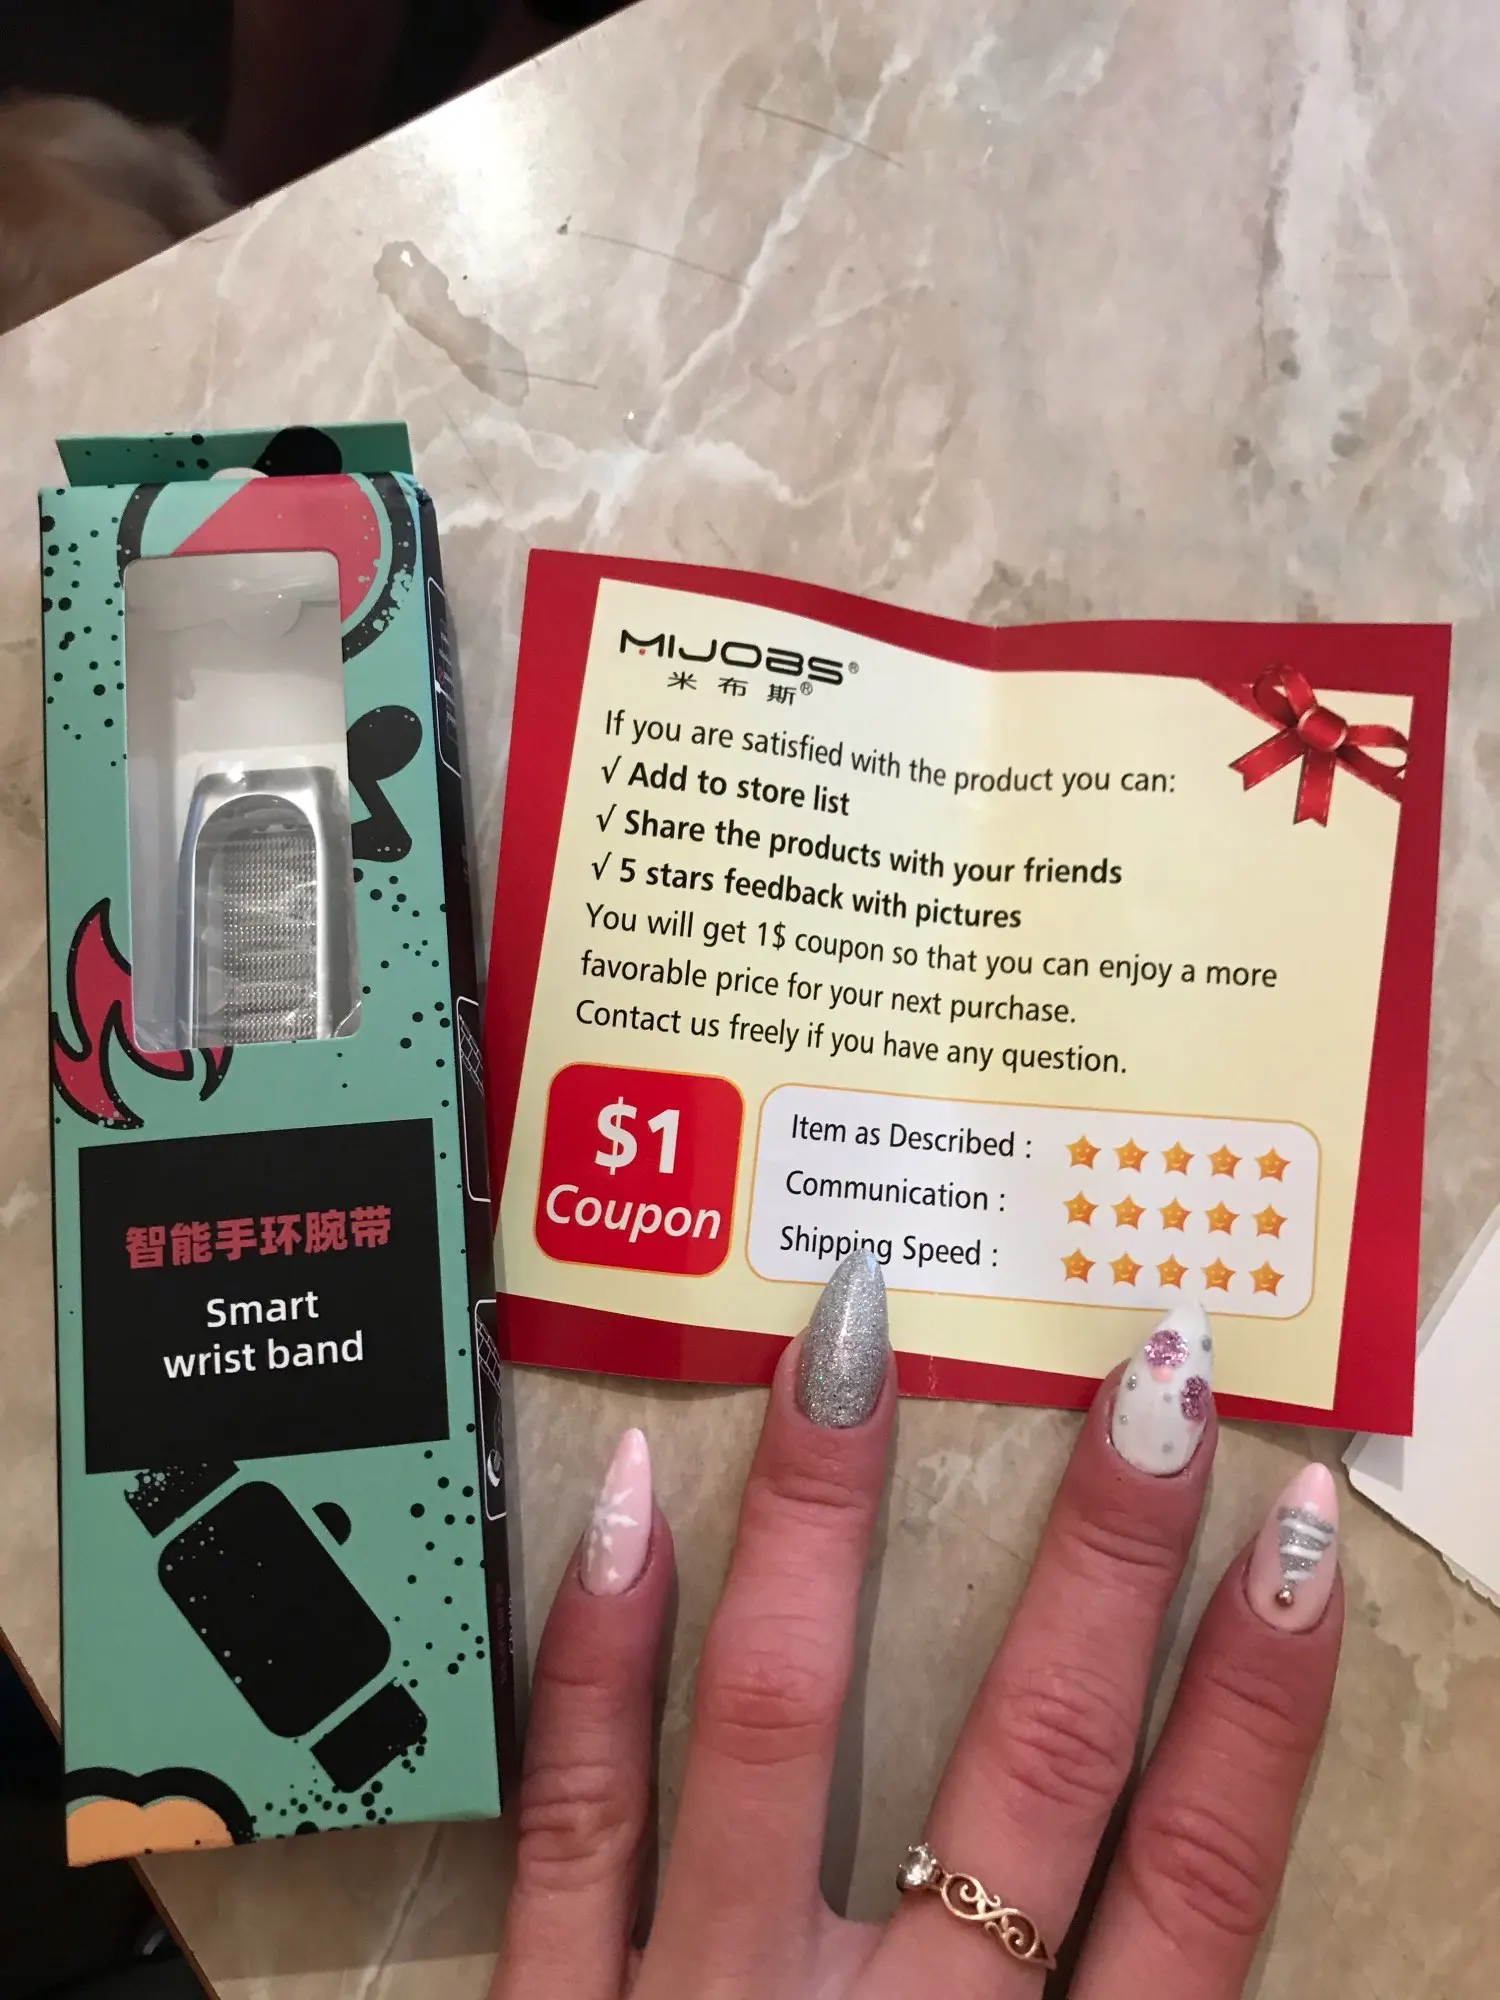 智能手环腕带
Smart
wrist band
MIJOBS®
米布斯®
If you are satisfied with the product you can:
√ Add to store list
√ Share the products with your friends
√ 5 stars feedback with pictures
You will get 1$ coupon so that you can enjoy a more
favorable price for your next purchase.
Contact us freely if you have any question.
$1
Coupon
Item as Described :
Communication :
Shipping Speed :